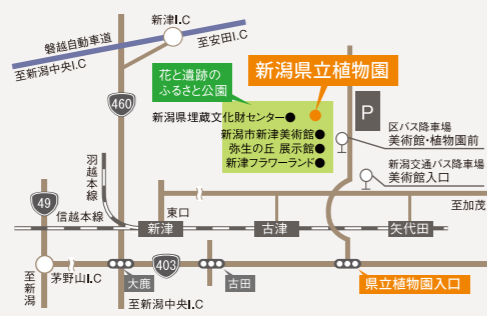 新津I.C
磐越自動車道
至安田I.C
至新潟中央I.C
花と遺跡の
ふるさと公園
新潟県立植物園
460
新潟県埋蔵文化財センター●
P
新潟市新津美術館●
弥生の丘 展示館●
新津フラワーランド●
区バス降車場
美術館・植物園前
新潟交通バス降車場
美術館入口
羽越本線
49
信越本線
東口
至加茂
新津
古津
矢代田
至新潟
茅野山I.C
403
大鹿
古田
県立植物園入口
至新潟中央I.C